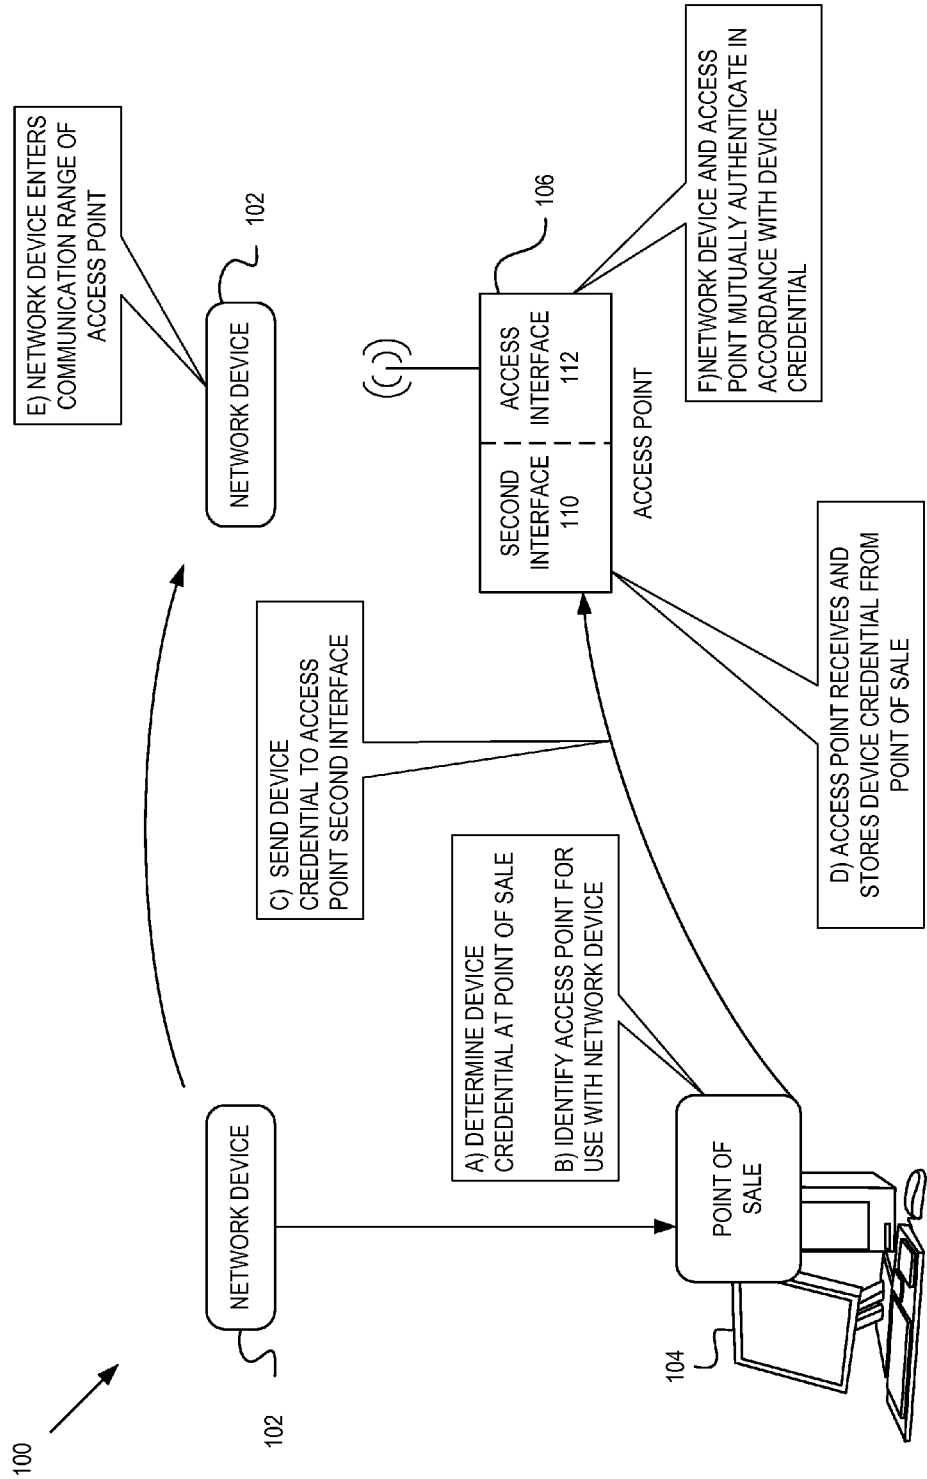 100
102
NETWORK DEVICE
E) NETWORK DEVICE ENTERS
COMMUNICATION RANGE OF
ACCESS POINT
NETWORK DEVICE
102
C) SEND DEVICE
CREDENTIAL TO ACCESS
POINT SECOND INTERFACE
A) DETERMINE DEVICE
CREDENTIAL AT POINT OF SALE
B) IDENTIFY ACCESS POINT FOR
USE WITH NETWORK DEVICE
SECOND
INTERFACE
110
ACCESS
INTERFACE
112
106
ACCESS POINT
104
POINT OF
SALE
D) ACCESS POINT RECEIVES AND
STORES DEVICE CREDENTIAL FROM
POINT OF SALE
F)NETWORK DEVICE AND ACCESS
POINT MUTUALLY AUTHENTICATE IN
ACCORDANCE WITH DEVICE
CREDENTIAL